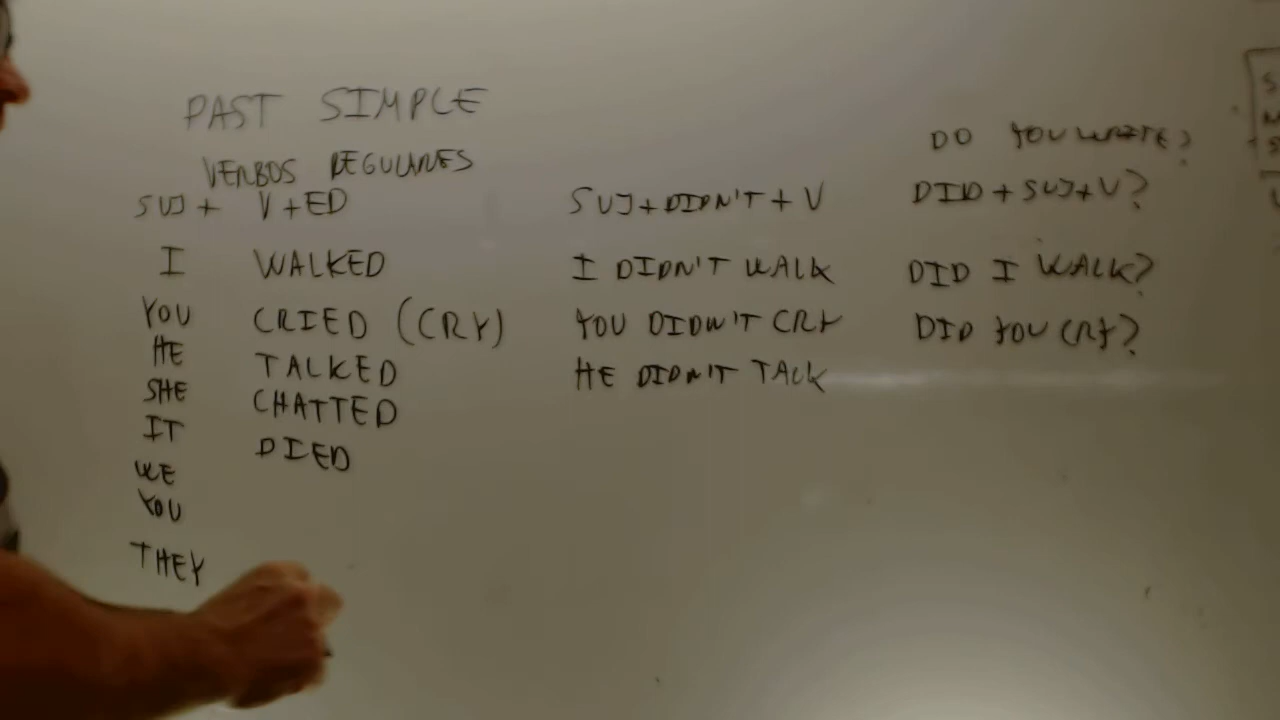 PAST SIMPLE
VERBOS REGULARES
SUJ + V+ED
I WALKED
YOU CRIED (CRY)
HE TALKED
SHE CHATTED
IT DIED
WE
YOU
THEY
SUJ+DIDN'T+V
I DIDN'T WALK
YOU DIDN'T CRY
HE DIDN'T TALK
DO YOU WRITE?
DID+SUJ+V?
DID I WALK?
DID YOU CRY?